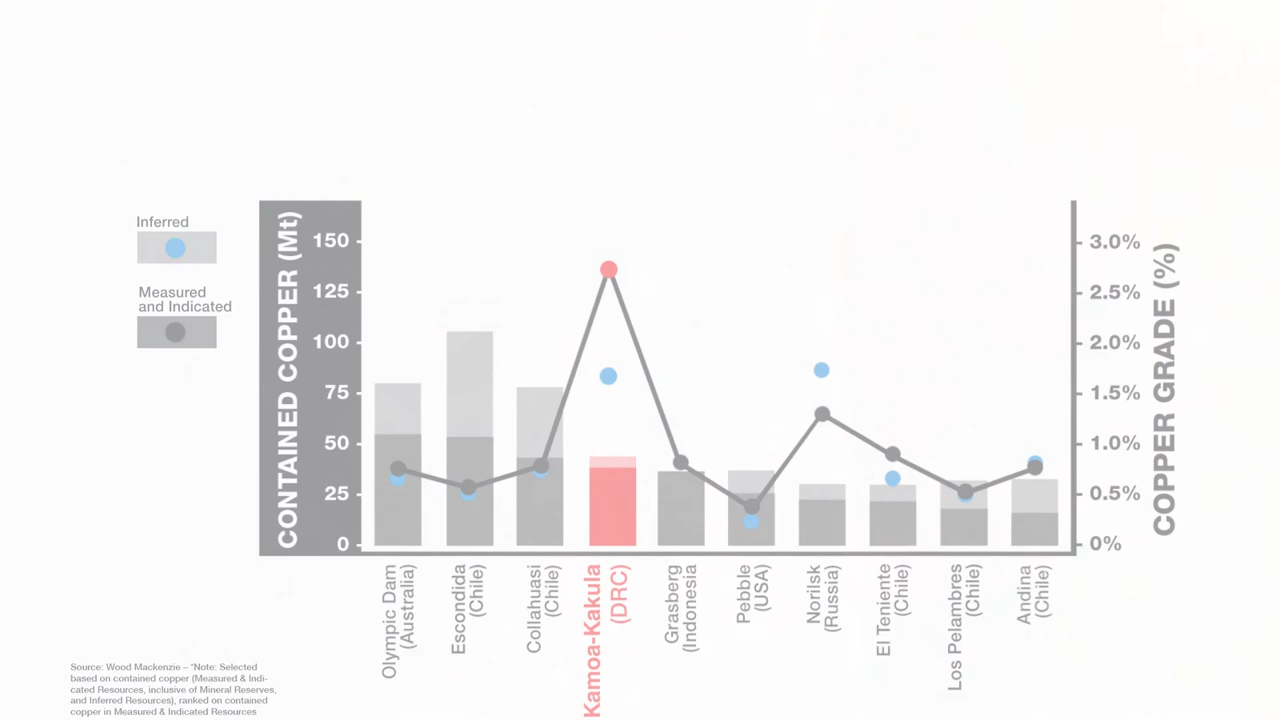 Inferred
Measured
and Indicated
CONTAINED COPPER (Mt)
150
125
100
75
50
25
0
3.0%
2.5%
2.0%
1.5%
1.0%
0.5%
0%
COPPER GRADE (%)
Olympic Dam
(Australia)
Escondida
(Chile)
Collahuasi
(Chile)
Kamoa-Kakula
(DRC)
Grasberg
(Indonesia
Pebble
(USA)
Norilsk
(Russia)
El Teniente
(Chile)
Los Pelambres
(Chile)
Andina
(Chile)
Source: Wood Mackenzie – *Note: Selected
based on contained copper (Measured & Indi-
cated Resources, inclusive of Mineral Reserves,
and Inferred Resources), ranked on contained
copper in Measured & Indicated Resources